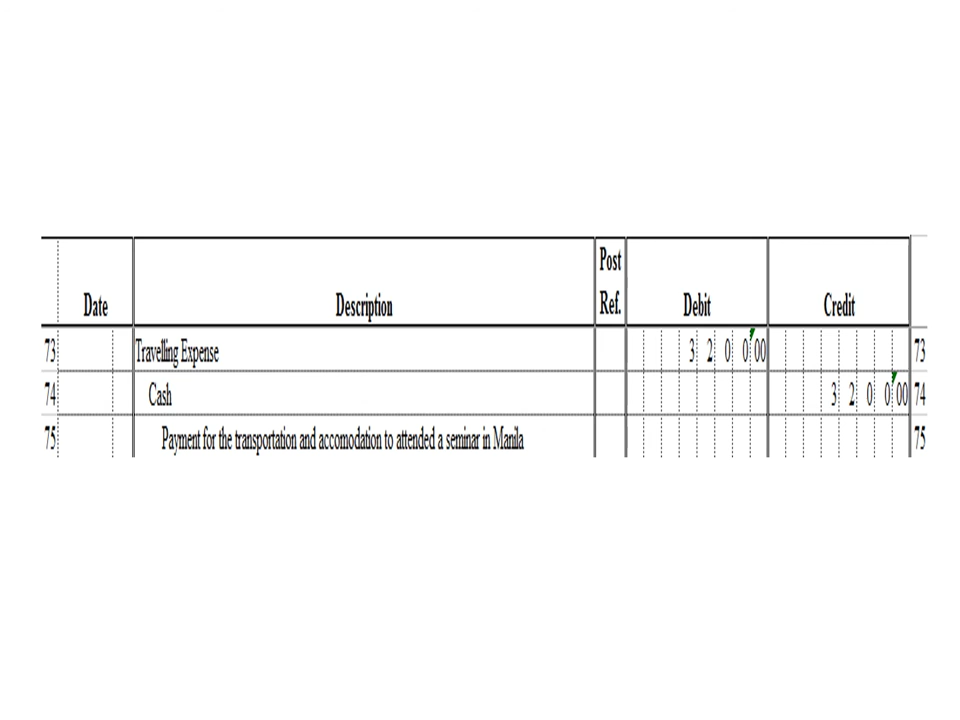 Post
Date Description Ref. Debit Credit
73 Travelling Expense 3 2 0 0 00 73
74 Cash 3 2 0 0 00 74
75 Payment for the transportation and accomodation to attended a seminar in Manila 75